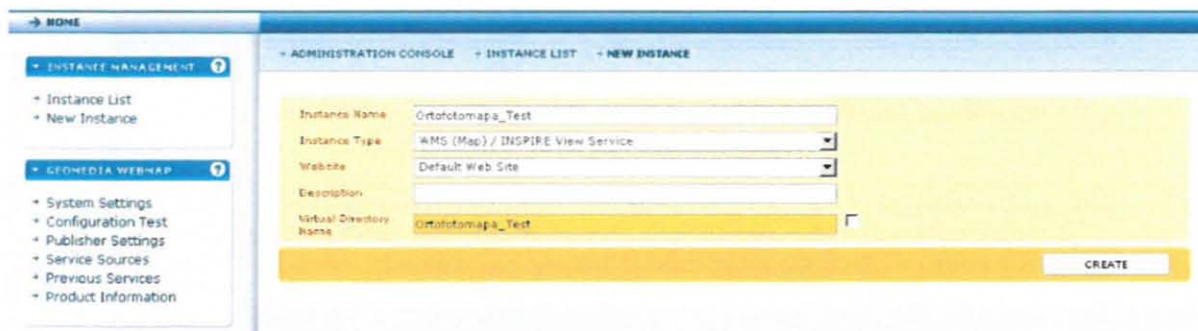 HOME
ADMINISTRATION CONSOLE INSTANCE LIST NEW INSTANCE
INSTANCE MANAGEMENT ?
Instance List
New Instance
GEOMEDIA WEBMAP ?
System Settings
Configuration Test
Publisher Settings
Service Sources
Previous Services
Product Information
Instance Name Ortofotomapa_Test
Instance Type WMS (Map) / INSPIRE View Service
Website Default Web Site
Description
Virtual Directory
Name Ortofotomapa_Test
CREATE